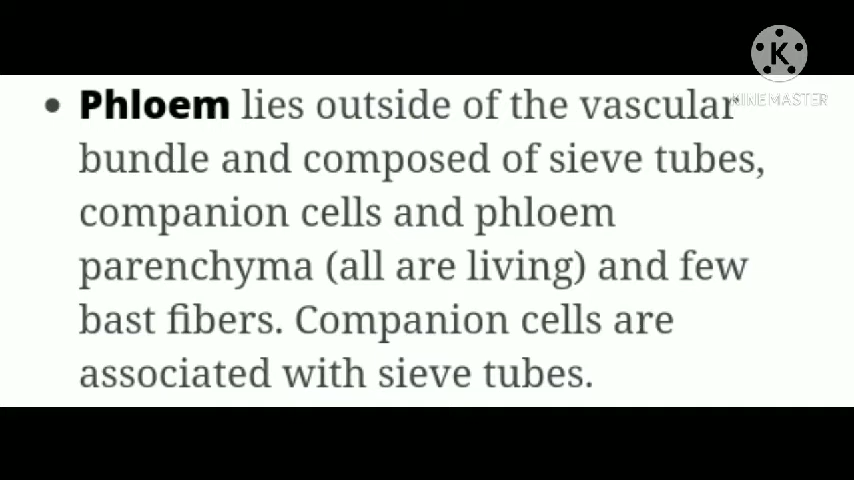 K
KINEMASTER
• Phloem lies outside of the vascular
bundle and composed of sieve tubes,
companion cells and phloem
parenchyma (all are living) and few
bast fibers. Companion cells are
associated with sieve tubes.